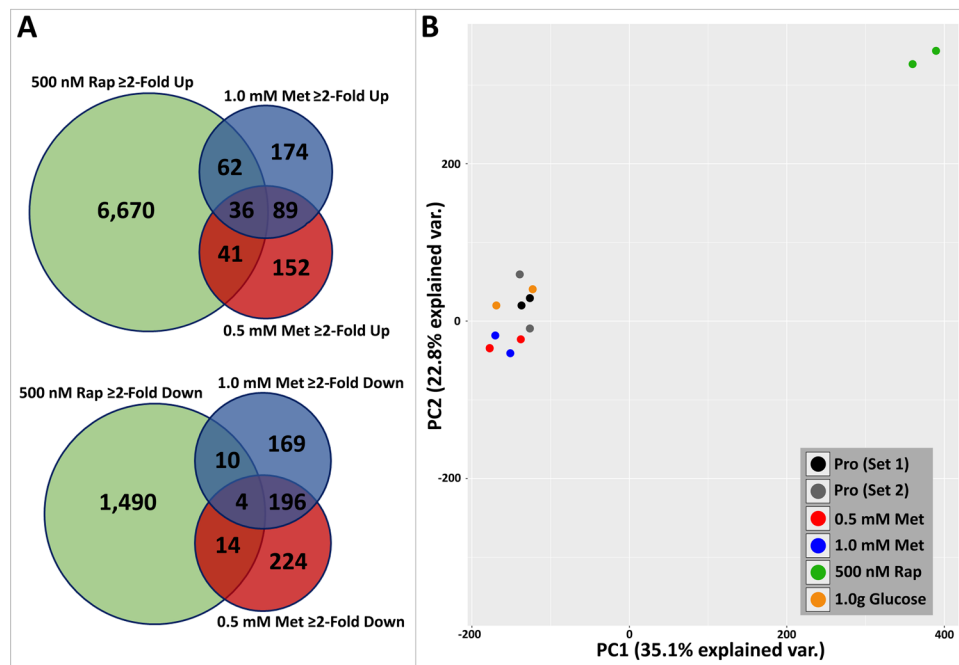 A
500 nM Rap ≥2-Fold Up
1.0 mM Met ≥2-Fold Up
62
174
6,670
36
89
41
152
0.5 mM Met ≥2-Fold Up
1.0 mM Met ≥2-Fold Down
500 nM Rap ≥2-Fold Down
169
10
1,490
4
196
14
224
0.5 mM Met ≥2-Fold Down
B
PC2 (22.8% explained var.)
200
0
-200
Pro (Set 1)
Pro (Set 2)
0.5 mM Met
1.0 mM Met
500 nM Rap
1.0g Glucose
-200
0
200
400
PC1 (35.1% explained var.)